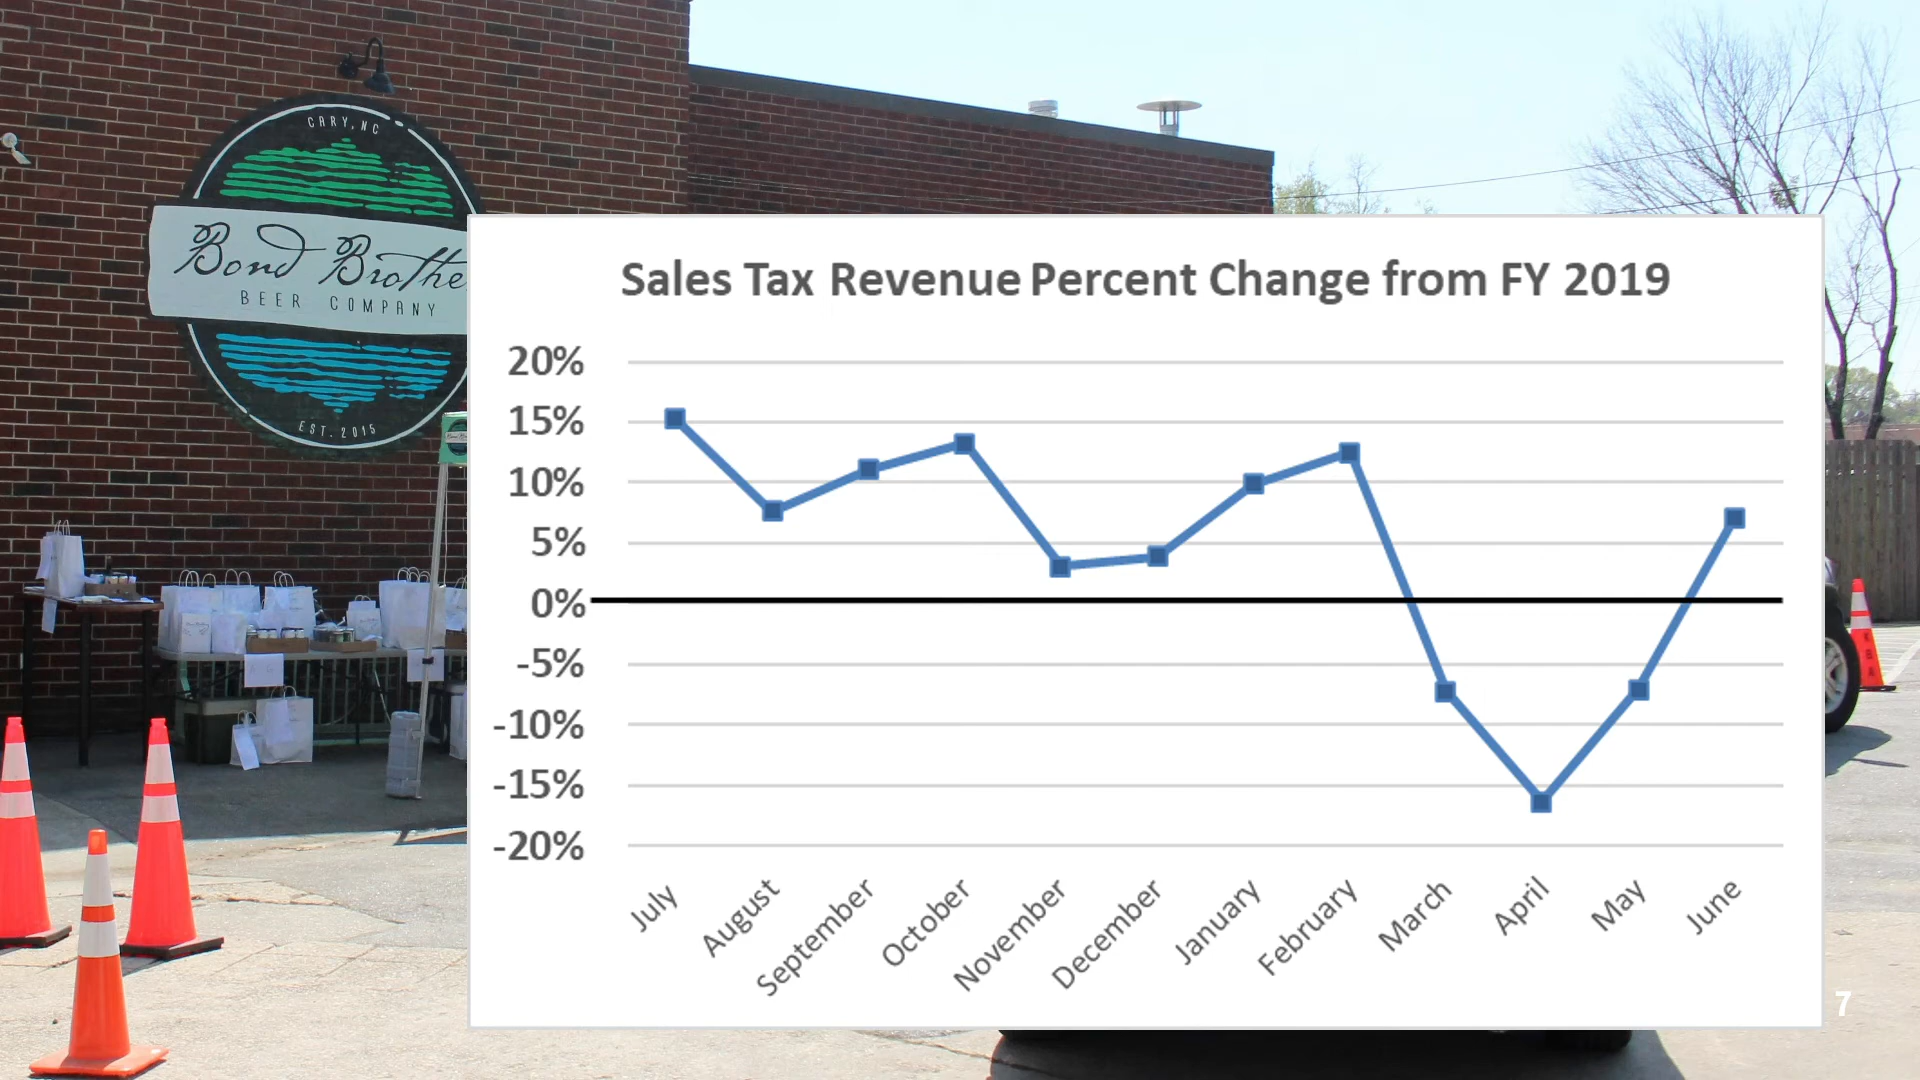 CARY, NC
Bond Brothe
BEER COMPANY
EST. 2015
Sales Tax Revenue Percent Change from FY 2019
20%
15%
10%
5%
0%
-5%
-10%
-15%
-20%
July
August
September
October
November
December
January
February
March
April
May
June
7